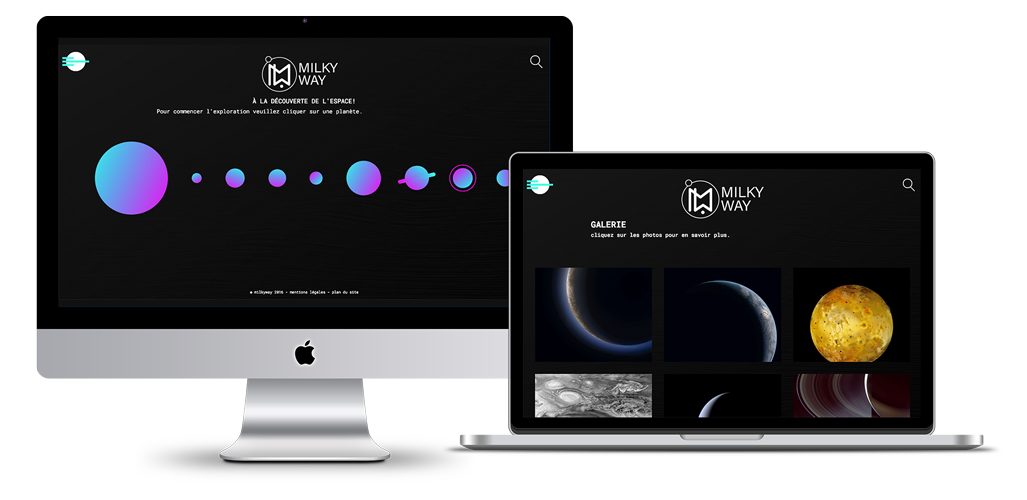 MILKY
WAY
À LA DÉCOUVERTE DE L'ESPACE!
Pour commencer l'exploration veuillez cliquer sur une planète.
© milkyway 2016 - mentions légales - plan du site
MILKY
WAY
GALERIE
cliquez sur les photos pour en savoir plus.